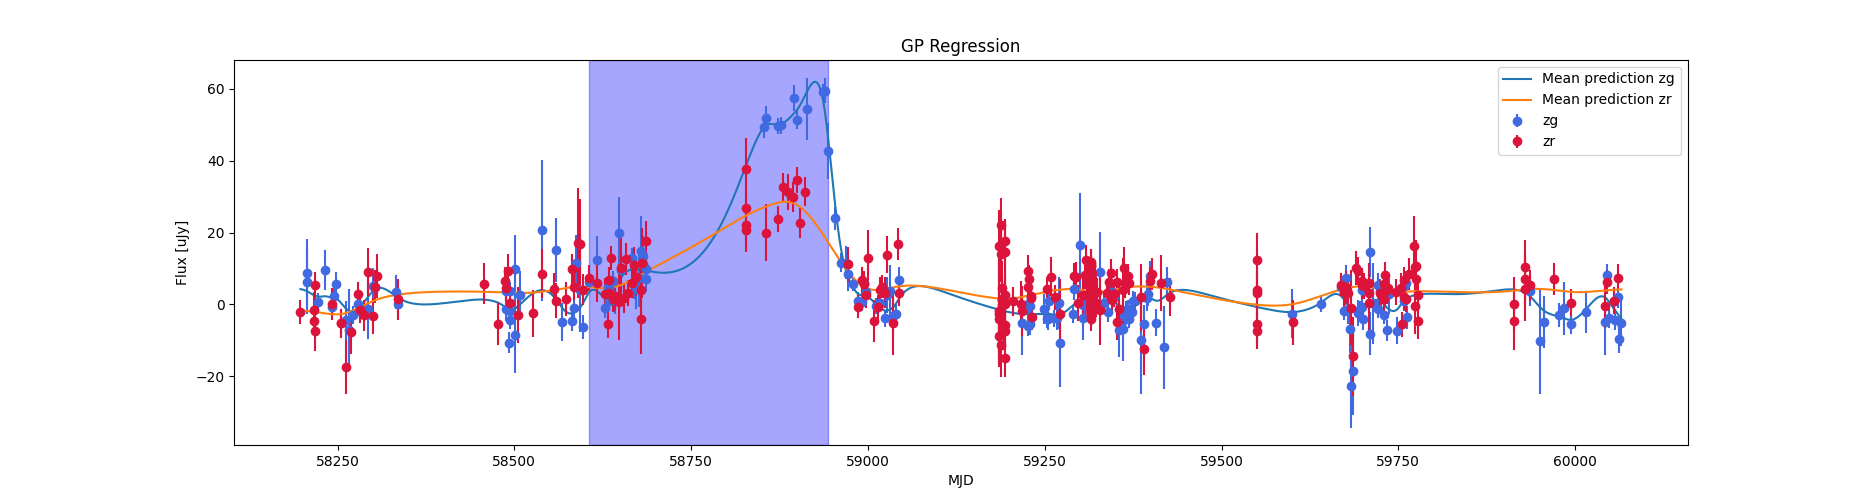 GP Regression
Flux [uJy]
60
40
20
0
−20
58250 58500 58750 59000 59250 59500 59750 60000
MJD
Mean prediction zg
Mean prediction zr
zg
zr